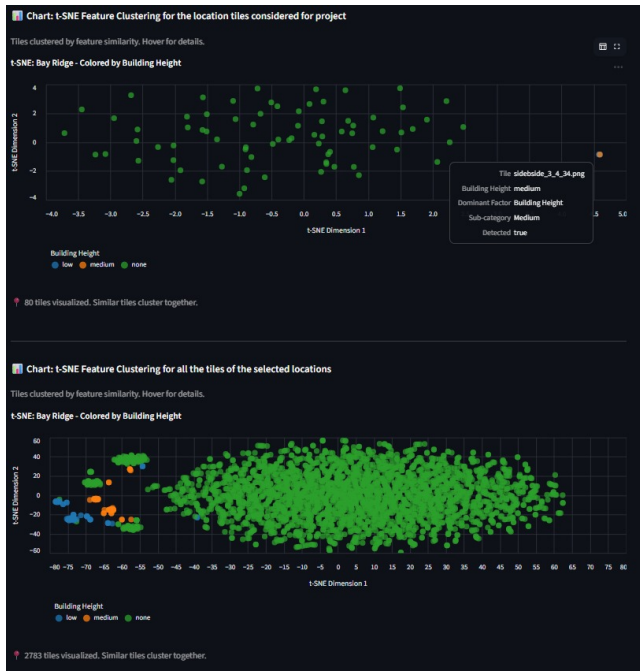 📊 Chart: t-SNE Feature Clustering for the location tiles considered for project
Tiles clustered by feature similarity. Hover for details.
t-SNE: Bay Ridge - Colored by Building Height
t-SNE Dimension 2
4
2
0
−2
−4
−4.0 −3.5 −3.0 −2.5 −2.0 −1.5 −1.0 −0.5 0.0 0.5 1.0 1.5 2.0 5.0
t-SNE Dimension 1
Tile sidebside_3_4_34.png
Building Height medium
Dominant Factor Building Height
Sub-category Medium
Detected true
Building Height
low medium none
📍 80 tiles visualized. Similar tiles cluster together.
📊 Chart: t-SNE Feature Clustering for all the tiles of the selected locations
Tiles clustered by feature similarity. Hover for details.
t-SNE: Bay Ridge - Colored by Building Height
t-SNE Dimension 2
60
40
20
0
−20
−40
−60
−80 −75 −70 −65 −60 −55 −50 −45 −40 −35 −30 −25 −20 −15 −10 −5 0 5 10 15 20 25 30 35 40 45 50 55 60 65 70 75 80
t-SNE Dimension 1
Building Height
low medium none
📍 2783 tiles visualized. Similar tiles cluster together.